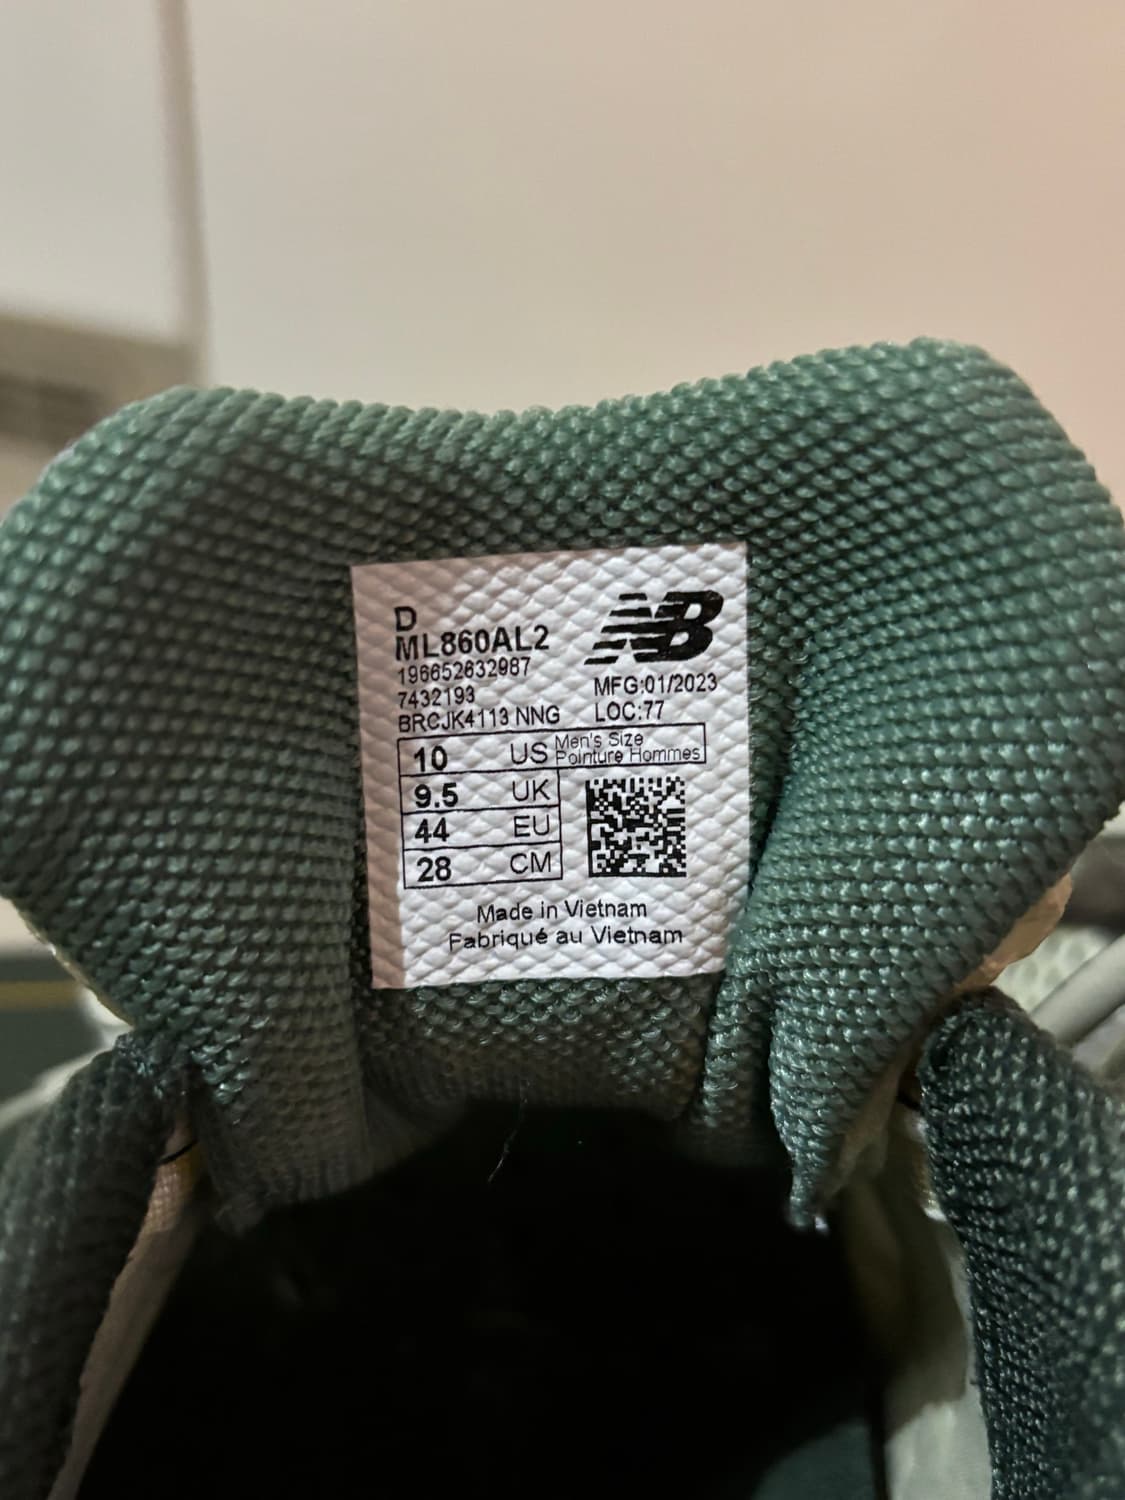 D
ML860AL2
196652632987
7432193
BRCJK4113 NNG
NB
MFG:01/2023
LOC:77
10 US Men's Size
Pointure Hommes
9.5 UK
44 EU
28 CM
Made in Vietnam
Fabriqué au Vietnam